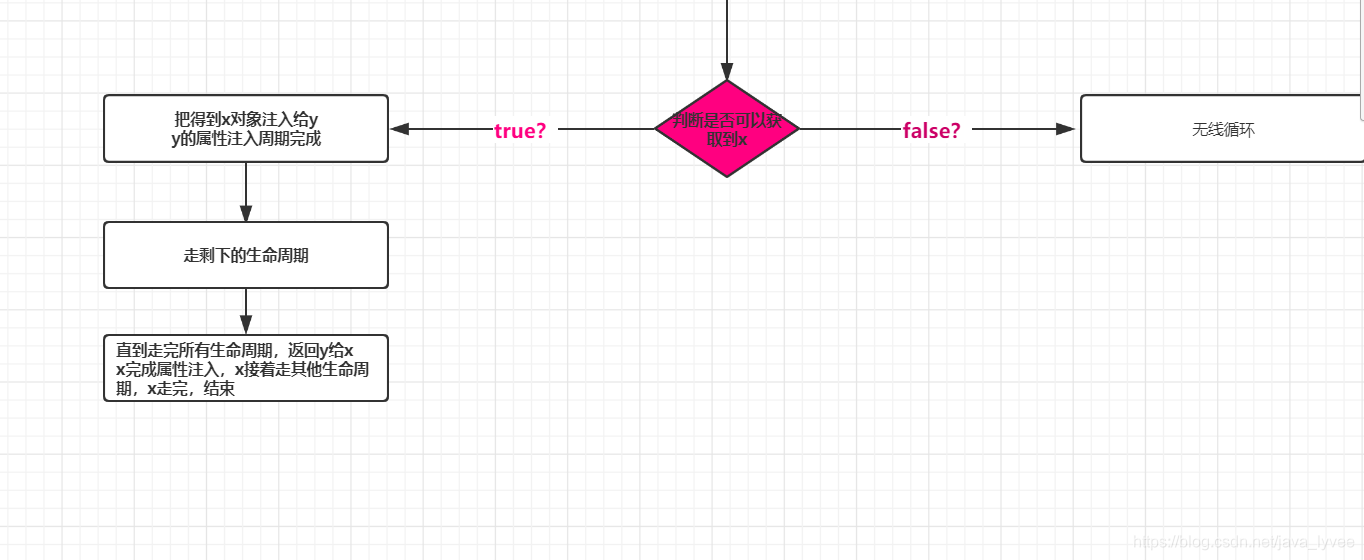 把得到x对象注入给y
y的属性注入周期完成
true?
判断是否可以获
取到x
false?
无线循环
走剩下的生命周期
直到走完所有生命周期，返回y给x
x完成属性注入，x接着走其他生命周
期，x走完，结束
https://blog.csdn.net/java_lyvee